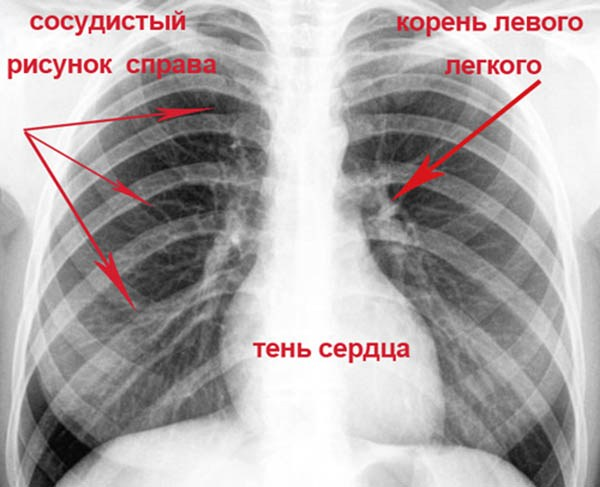 сосудистый
рисунок справа
корень левого
легкого
тень сердца